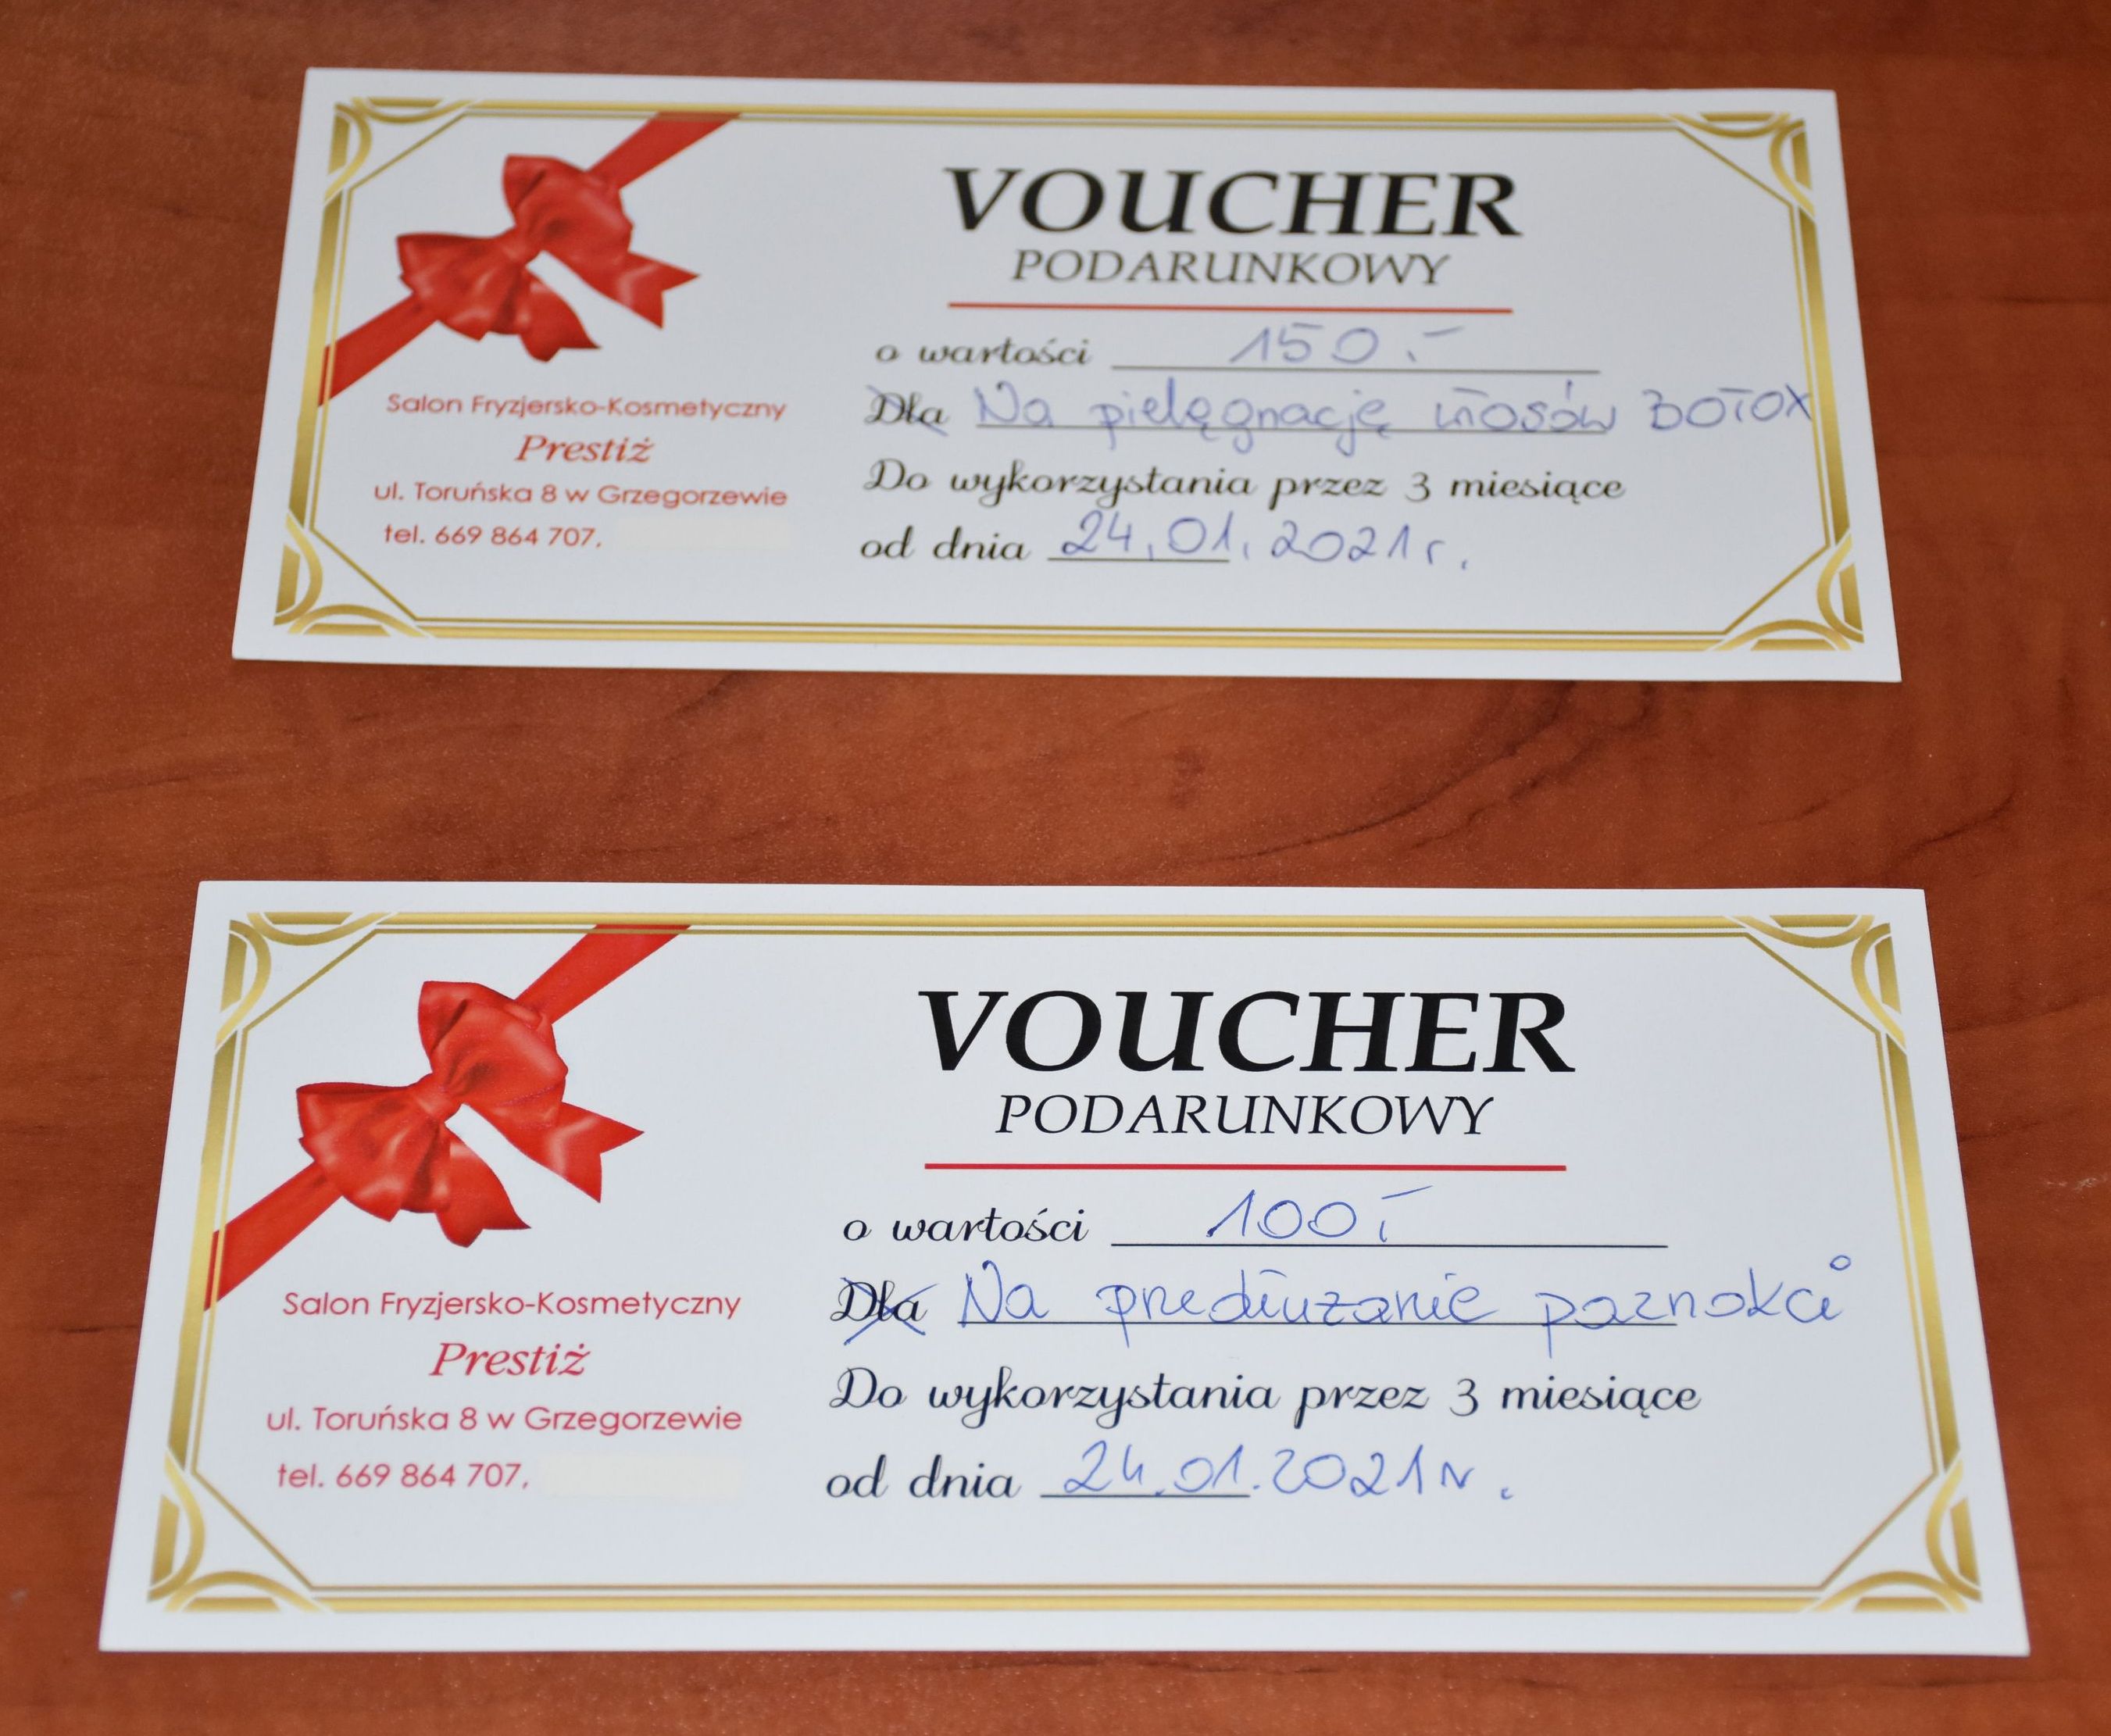 VOUCHER
PODARUNKOWY
o wartości 150.-
Dla Na pielęgnację włosów BOTOX
Do wykorzystania przez 3 miesiące
od dnia 24.01.2021r.
Salon Fryzjersko-Kosmetyczny
Prestiż
ul. Toruńska 8 w Grzegorzewie
tel. 669 864 707,
VOUCHER
PODARUNKOWY
o wartości 100.-
Dla Na przedłużanie paznokci
Do wykorzystania przez 3 miesiące
od dnia 24.01.2021r.
Salon Fryzjersko-Kosmetyczny
Prestiż
ul. Toruńska 8 w Grzegorzewie
tel. 669 864 707,